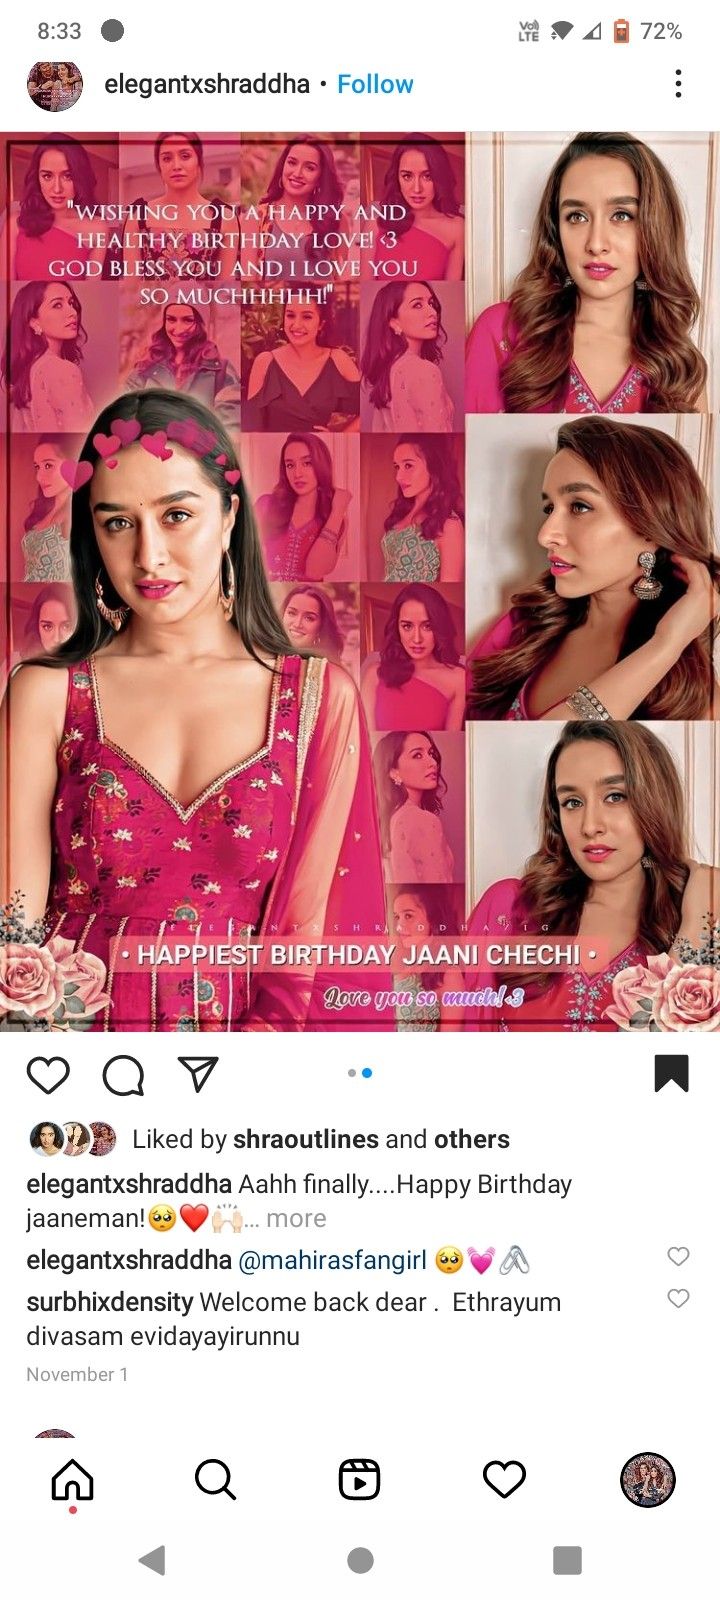 8:33
Vo)
LTE
72%
elegantxshraddha • Follow
"WISHING YOU A HAPPY AND
HEALTHY BIRTHDAY LOVE! <3
GOD BLESS YOU AND I LOVE YOU
SO MUCHHHHH!"
ELEGANTXSHRADDHA/IG
• HAPPIEST BIRTHDAY JAANI CHECHI •
Love you so much! <3
Liked by shraoutlines and others
elegantxshraddha Aahh finally....Happy Birthday
jaaneman!🥺❤️🙌🏻... more
elegantxshraddha @mahirasfangirl 🥺💓🖇️
surbhixdensity Welcome back dear . Ethrayum
divasam evidayayirunnu
November 1